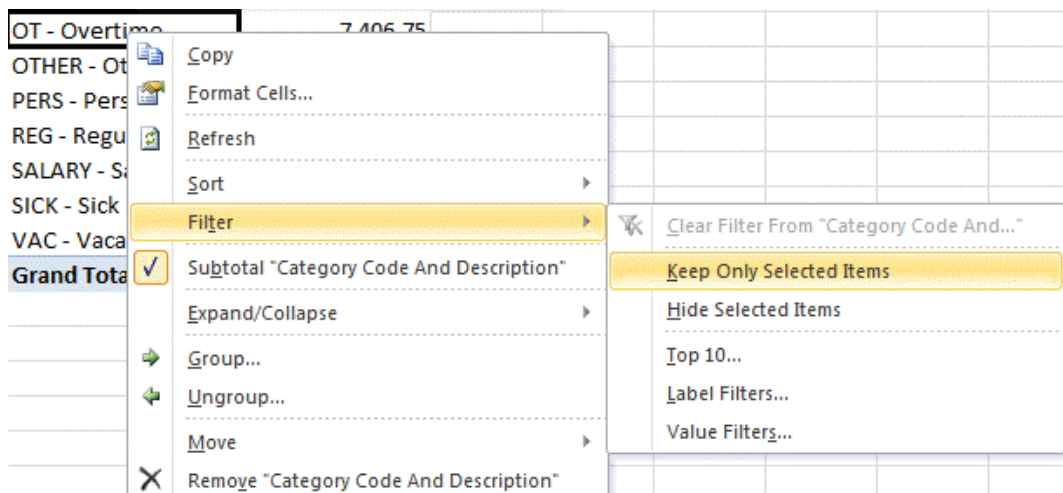 OT - Overtime 7,406.75
OTHER - Ot
PERS - Pers
REG - Regu
SALARY - Sa
SICK - Sick
VAC - Vaca
Grand Tota
Copy
Format Cells...
Refresh
Sort
Filter
Subtotal "Category Code And Description"
Expand/Collapse
Group...
Ungroup...
Move
Remove "Category Code And Description"
Clear Filter From "Category Code And..."
Keep Only Selected Items
Hide Selected Items
Top 10...
Label Filters...
Value Filters...